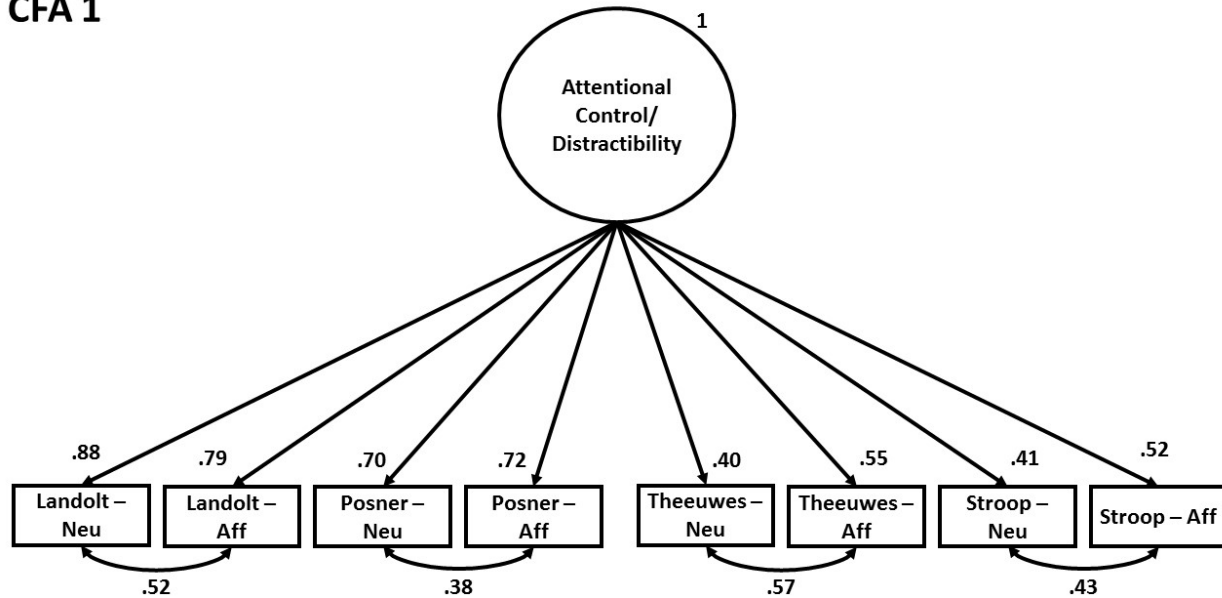 CFA 1
1
Attentional
Control/
Distractibility
.88
.79
.70
.72
.40
.55
.41
.52
Landolt –
Neu
Landolt –
Aff
Posner –
Neu
Posner –
Aff
Theeuwes –
Neu
Theeuwes –
Aff
Stroop –
Neu
Stroop – Aff
.52
.38
.57
.43